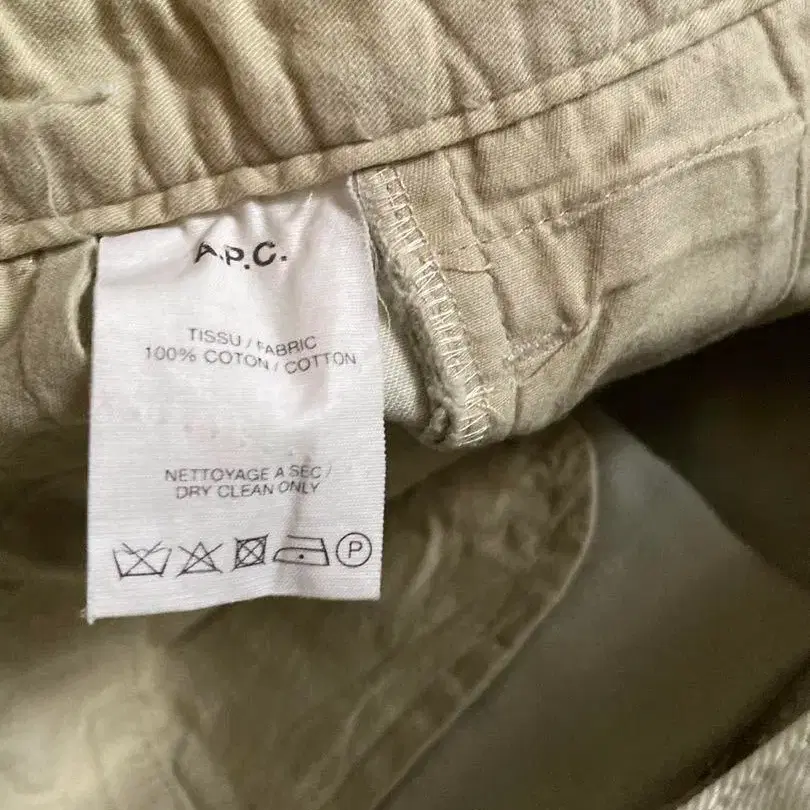 A.P.C.
TISSU / FABRIC
100% COTON / COTTON
NETTOYAGE A SEC /
DRY CLEAN ONLY
P